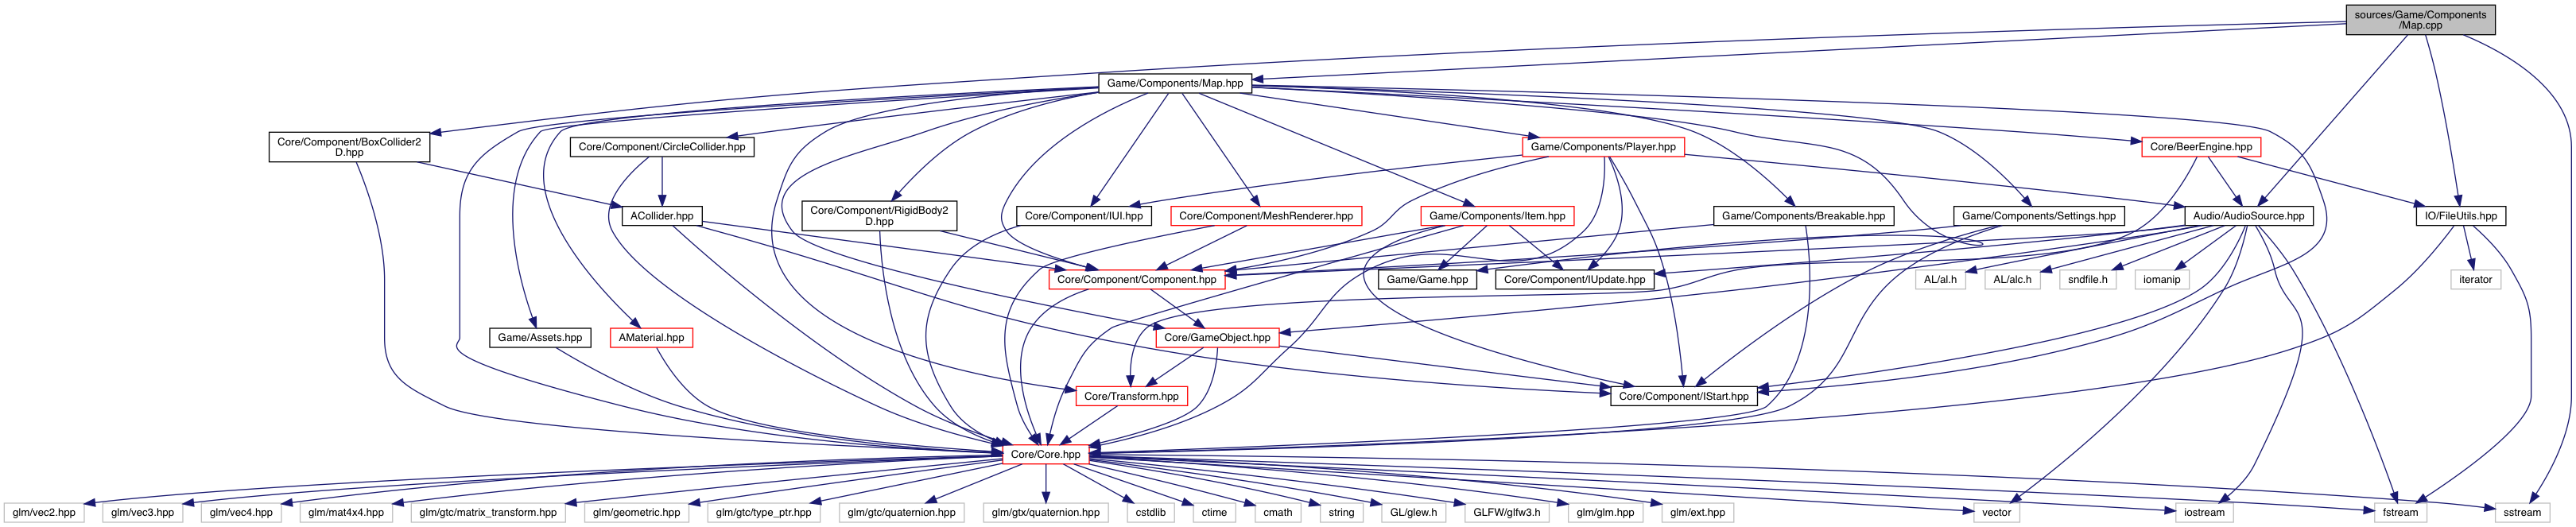 sources/Game/Components
/Map.cpp
Game/Components/Map.hpp
Core/Component/BoxCollider2
D.hpp
Core/Component/CircleCollider.hpp
Game/Components/Player.hpp
Core/BeerEngine.hpp
ACollider.hpp
Core/Component/RigidBody2
D.hpp
Core/Component/IUI.hpp
Core/Component/MeshRenderer.hpp
Game/Components/Item.hpp
Game/Components/Breakable.hpp
Game/Components/Settings.hpp
Audio/AudioSource.hpp
IO/FileUtils.hpp
Core/Component/Component.hpp
Game/Game.hpp
Core/Component/IUpdate.hpp
AL/al.h
AL/alc.h
sndfile.h
iomanip
iterator
Game/Assets.hpp
AMaterial.hpp
Core/GameObject.hpp
Core/Transform.hpp
Core/Component/IStart.hpp
Core/Core.hpp
glm/vec2.hpp
glm/vec3.hpp
glm/vec4.hpp
glm/mat4x4.hpp
glm/gtc/matrix_transform.hpp
glm/geometric.hpp
glm/gtc/type_ptr.hpp
glm/gtc/quaternion.hpp
glm/gtx/quaternion.hpp
cstdlib
ctime
cmath
string
GL/glew.h
GLFW/glfw3.h
glm/glm.hpp
glm/ext.hpp
vector
iostream
fstream
sstream